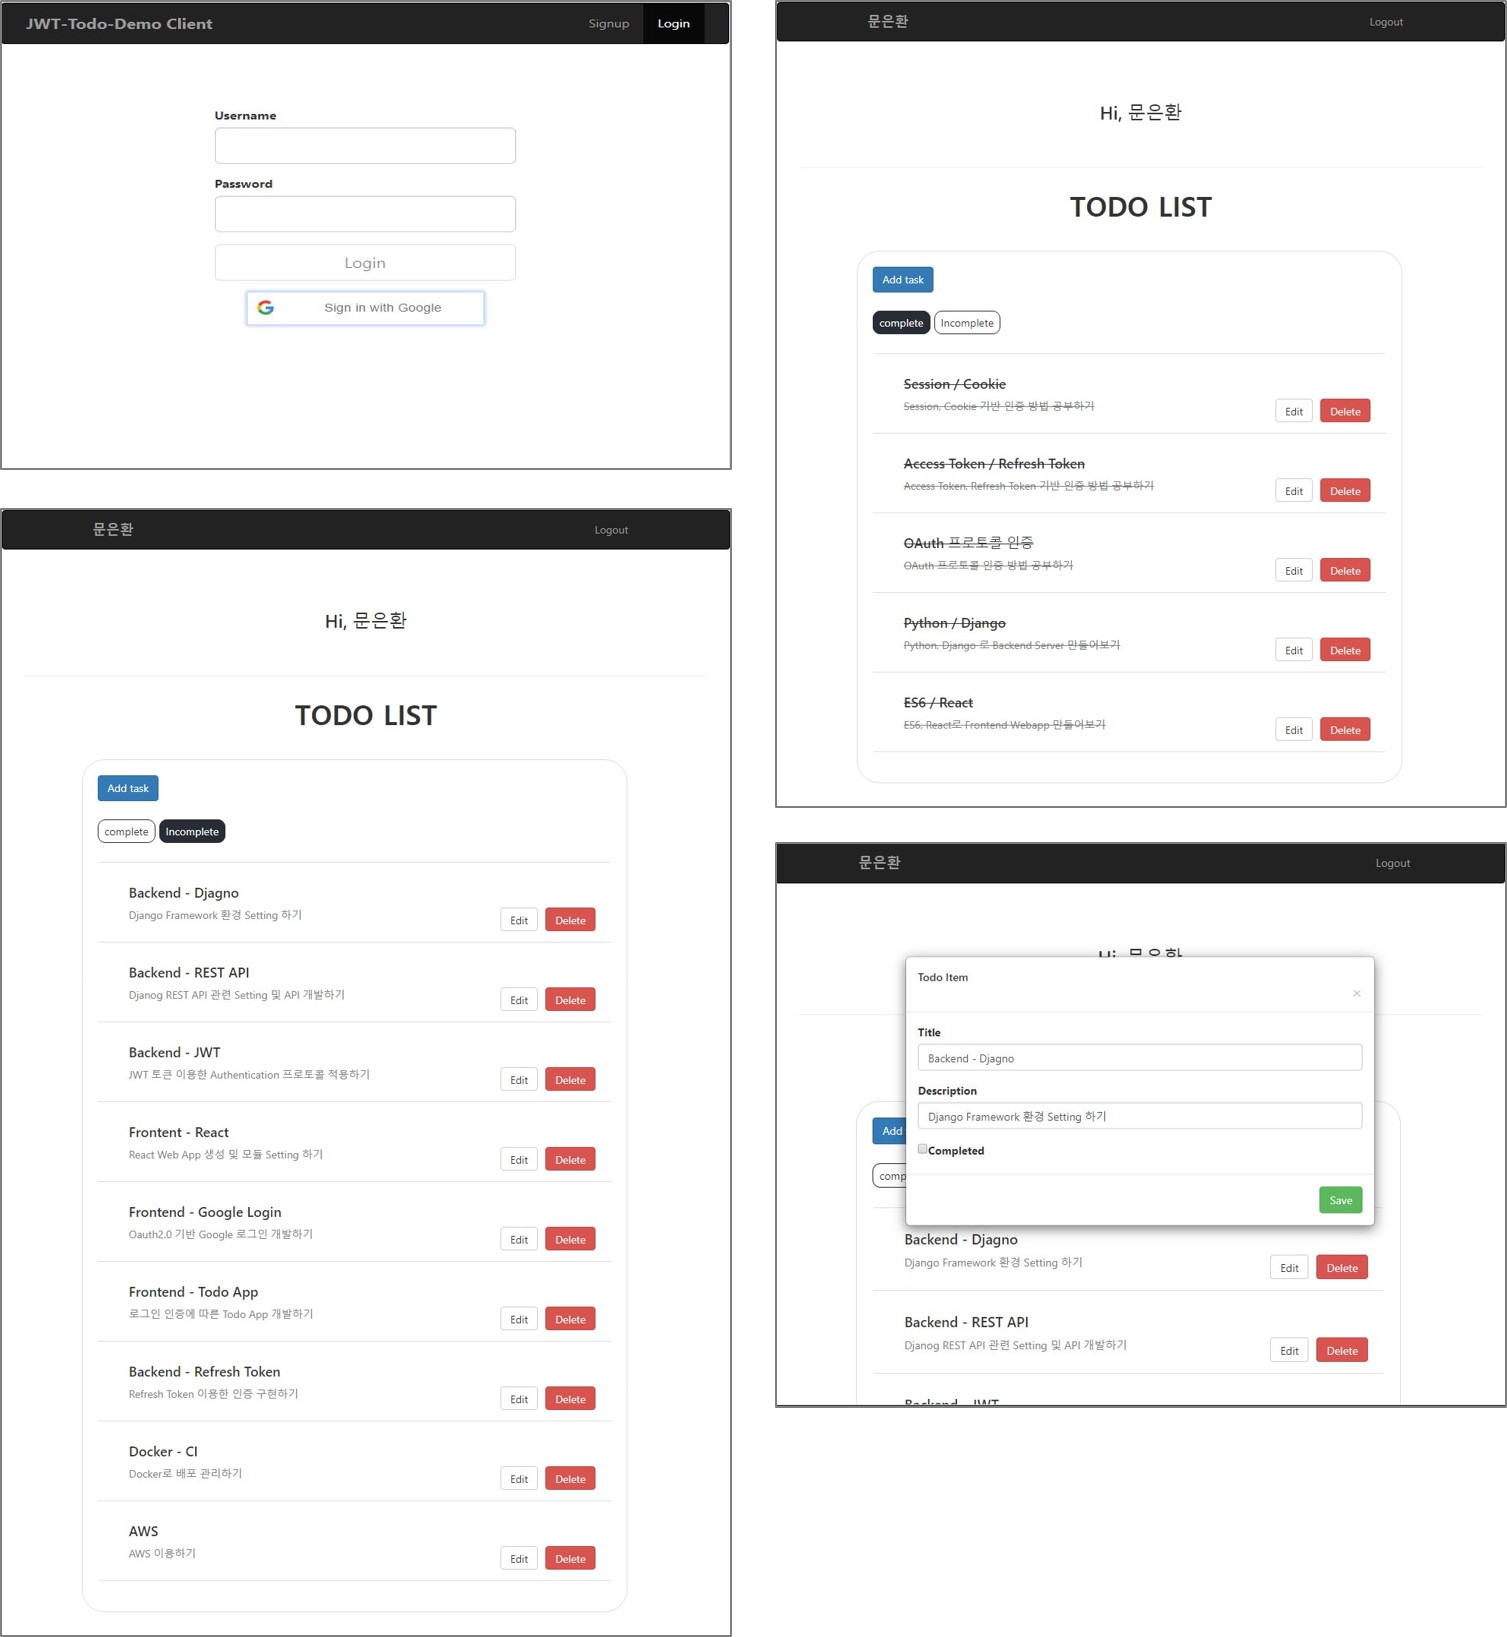 JWT-Todo-Demo Client Signup Login
Username
Password
Login
Sign in with Google
문은환 Logout
Hi, 문은환
TODO LIST
Add task
complete Incomplete
Backend - Djagno
Django Framework 환경 Setting 하기
Edit Delete
Backend - REST API
Djanog REST API 관련 Setting 및 API 개발하기
Edit Delete
Backend - JWT
JWT 토큰 이용한 Authentication 프로토콜 적용하기
Edit Delete
Frontent - React
React Web App 생성 및 모듈 Setting 하기
Edit Delete
Frontend - Google Login
Oauth2.0 기반 Google 로그인 개발하기
Edit Delete
Frontend - Todo App
로그인 인증에 따른 Todo App 개발하기
Edit Delete
Backend - Refresh Token
Refresh Token 이용한 인증 구현하기
Edit Delete
Docker - CI
Docker로 배포 관리하기
Edit Delete
AWS
AWS 이용하기
Edit Delete
문은환 Logout
Hi, 문은환
TODO LIST
Add task
complete Incomplete
Session / Cookie
Session, Cookie 기반 인증 방법 공부하기
Edit Delete
Access Token / Refresh Token
Access Token, Refresh Token 기반 인증 방법 공부하기
Edit Delete
OAuth 프로토콜 인증
OAuth 프로토콜 인증 방법 공부하기
Edit Delete
Python / Django
Python, Django 로 Backend Server 만들어보기
Edit Delete
ES6 / React
ES6, React로 Frontend Webapp 만들어보기
Edit Delete
문은환 Logout
Hi, 문은환
Todo Item
×
Title
Backend - Djagno
Description
Django Framework 환경 Setting 하기
Completed
Save
Add
comp
Backend - Djagno
Django Framework 환경 Setting 하기
Edit Delete
Backend - REST API
Djanog REST API 관련 Setting 및 API 개발하기
Edit Delete
Backend - JWT